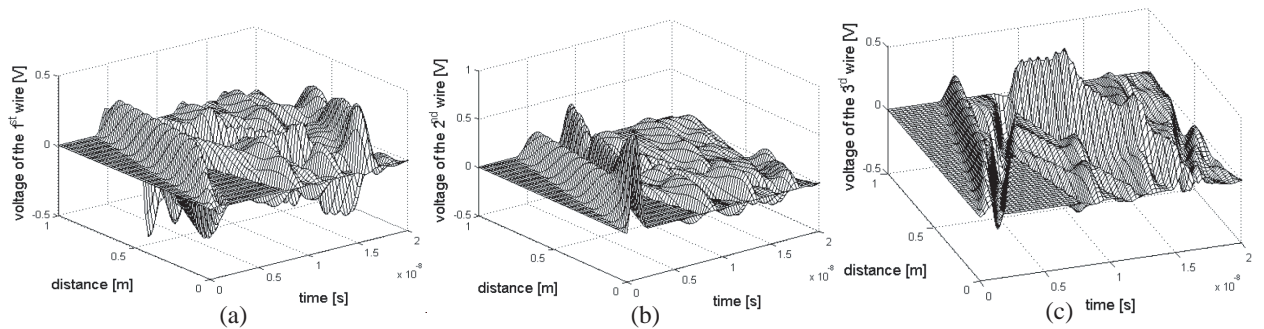 0.5
0
-0.5
1
0.5
0
0
0.5
1
1.5
2
x 10⁻⁸
voltage of the 1ˢᵗ wire [V]
distance [m]
time [s]
(a)
1
0.5
0
-0.5
1
0.5
0
0
0.5
1
1.5
2
x 10⁻⁸
voltage of the 2ⁿᵈ wire [V]
distance [m]
time [s]
(b)
0.5
0
-0.5
1
0.5
0
0
0.5
1
1.5
2
x 10⁻⁸
voltage of the 3ʳᵈ wire [V]
distance [m]
time [s]
(c)